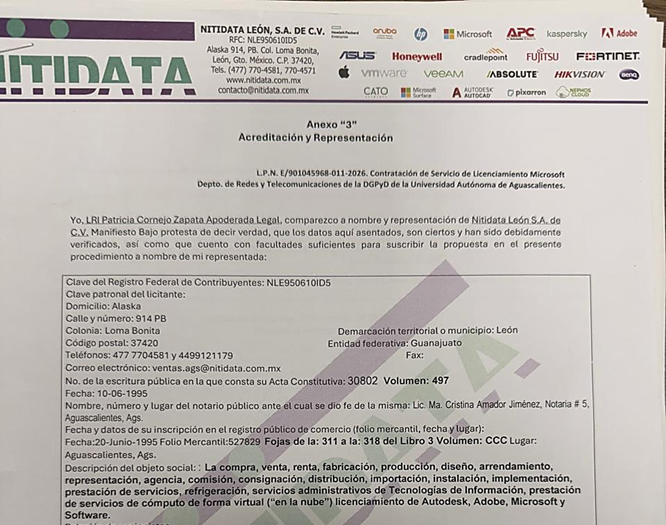 NITIDATA
NITIDATA LEÓN, S.A. DE C.V.
RFC: NLE950610ID5
Alaska 914, PB. Col. Loma Bonita,
León, Gto. México. C.P. 37420,
Tels. (477) 770-4581, 770-4571
www.nitidata.com.mx
contacto@nitidata.com.mx
Hewlett Packard
Enterprise
aruba
hp
Microsoft
APC
kaspersky
Adobe
ASUS
Honeywell
cradlepoint
FUJITSU
FORTINET
vmware
VEEAM
ABSOLUTE
HIKVISION
BenQ
CATO
Microsoft
Surface
AUTODESK
AUTOCAD
pixarron
NEPHOS
CLOUD
Anexo “3”
Acreditación y Representación
L.P.N. E/901045968-011-2026. Contratación de Servicio de Licenciamiento Microsoft
Depto. de Redes y Telecomunicaciones de la DGPyD de la Universidad Autónoma de Aguascalientes.
Yo, LRI Patricia Cornejo Zapata Apoderada Legal, comparezco a nombre y representación de Nitidata León S.A. de
C.V. Manifiesto Bajo protesta de decir verdad, que los datos aquí asentados, son ciertos y han sido debidamente
verificados, así como que cuento con facultades suficientes para suscribir la propuesta en el presente
procedimiento a nombre de mi representada:
Clave del Registro Federal de Contribuyentes: NLE950610ID5
Clave patronal del licitante:
Domicilio: Alaska
Calle y número: 914 PB
Colonia: Loma Bonita Demarcación territorial o municipio: León
Código postal: 37420 Entidad federativa: Guanajuato
Teléfonos: 477 7704581 y 4499121179 Fax:
Correo electrónico: ventas.ags@nitidata.com.mx
No. de la escritura pública en la que consta su Acta Constitutiva: 30802 Volumen: 497
Fecha: 10-06-1995
Nombre, número y lugar del notario público ante el cual se dio fe de la misma: Lic. Ma. Cristina Amador Jiménez, Notaria # 5,
Aguascalientes, Ags.
Fecha y datos de su inscripción en el registro público de comercio (folio mercantil, fecha y lugar):
Fecha:20-Junio-1995 Folio Mercantil:527829 Fojas de la: 311 a la: 318 del Libro 3 Volumen: CCC Lugar:
Aguascalientes, Ags.
Descripción del objeto social: : La compra, venta, renta, fabricación, producción, diseño, arrendamiento,
representación, agencia, comisión, consignación, distribución, importación, instalación, implementación,
prestación de servicios, refrigeración, servicios administrativos de Tecnologías de Información, prestación
de servicios de cómputo de forma virtual (“en la nube”) licenciamiento de Autodesk, Adobe, Microsoft y
Software.